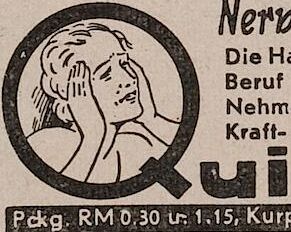 Nerv
Die Ha
Beruf
Nehm
Kraft-
Qui
Pckg. RM 0.30 u. 1.15, Kurp